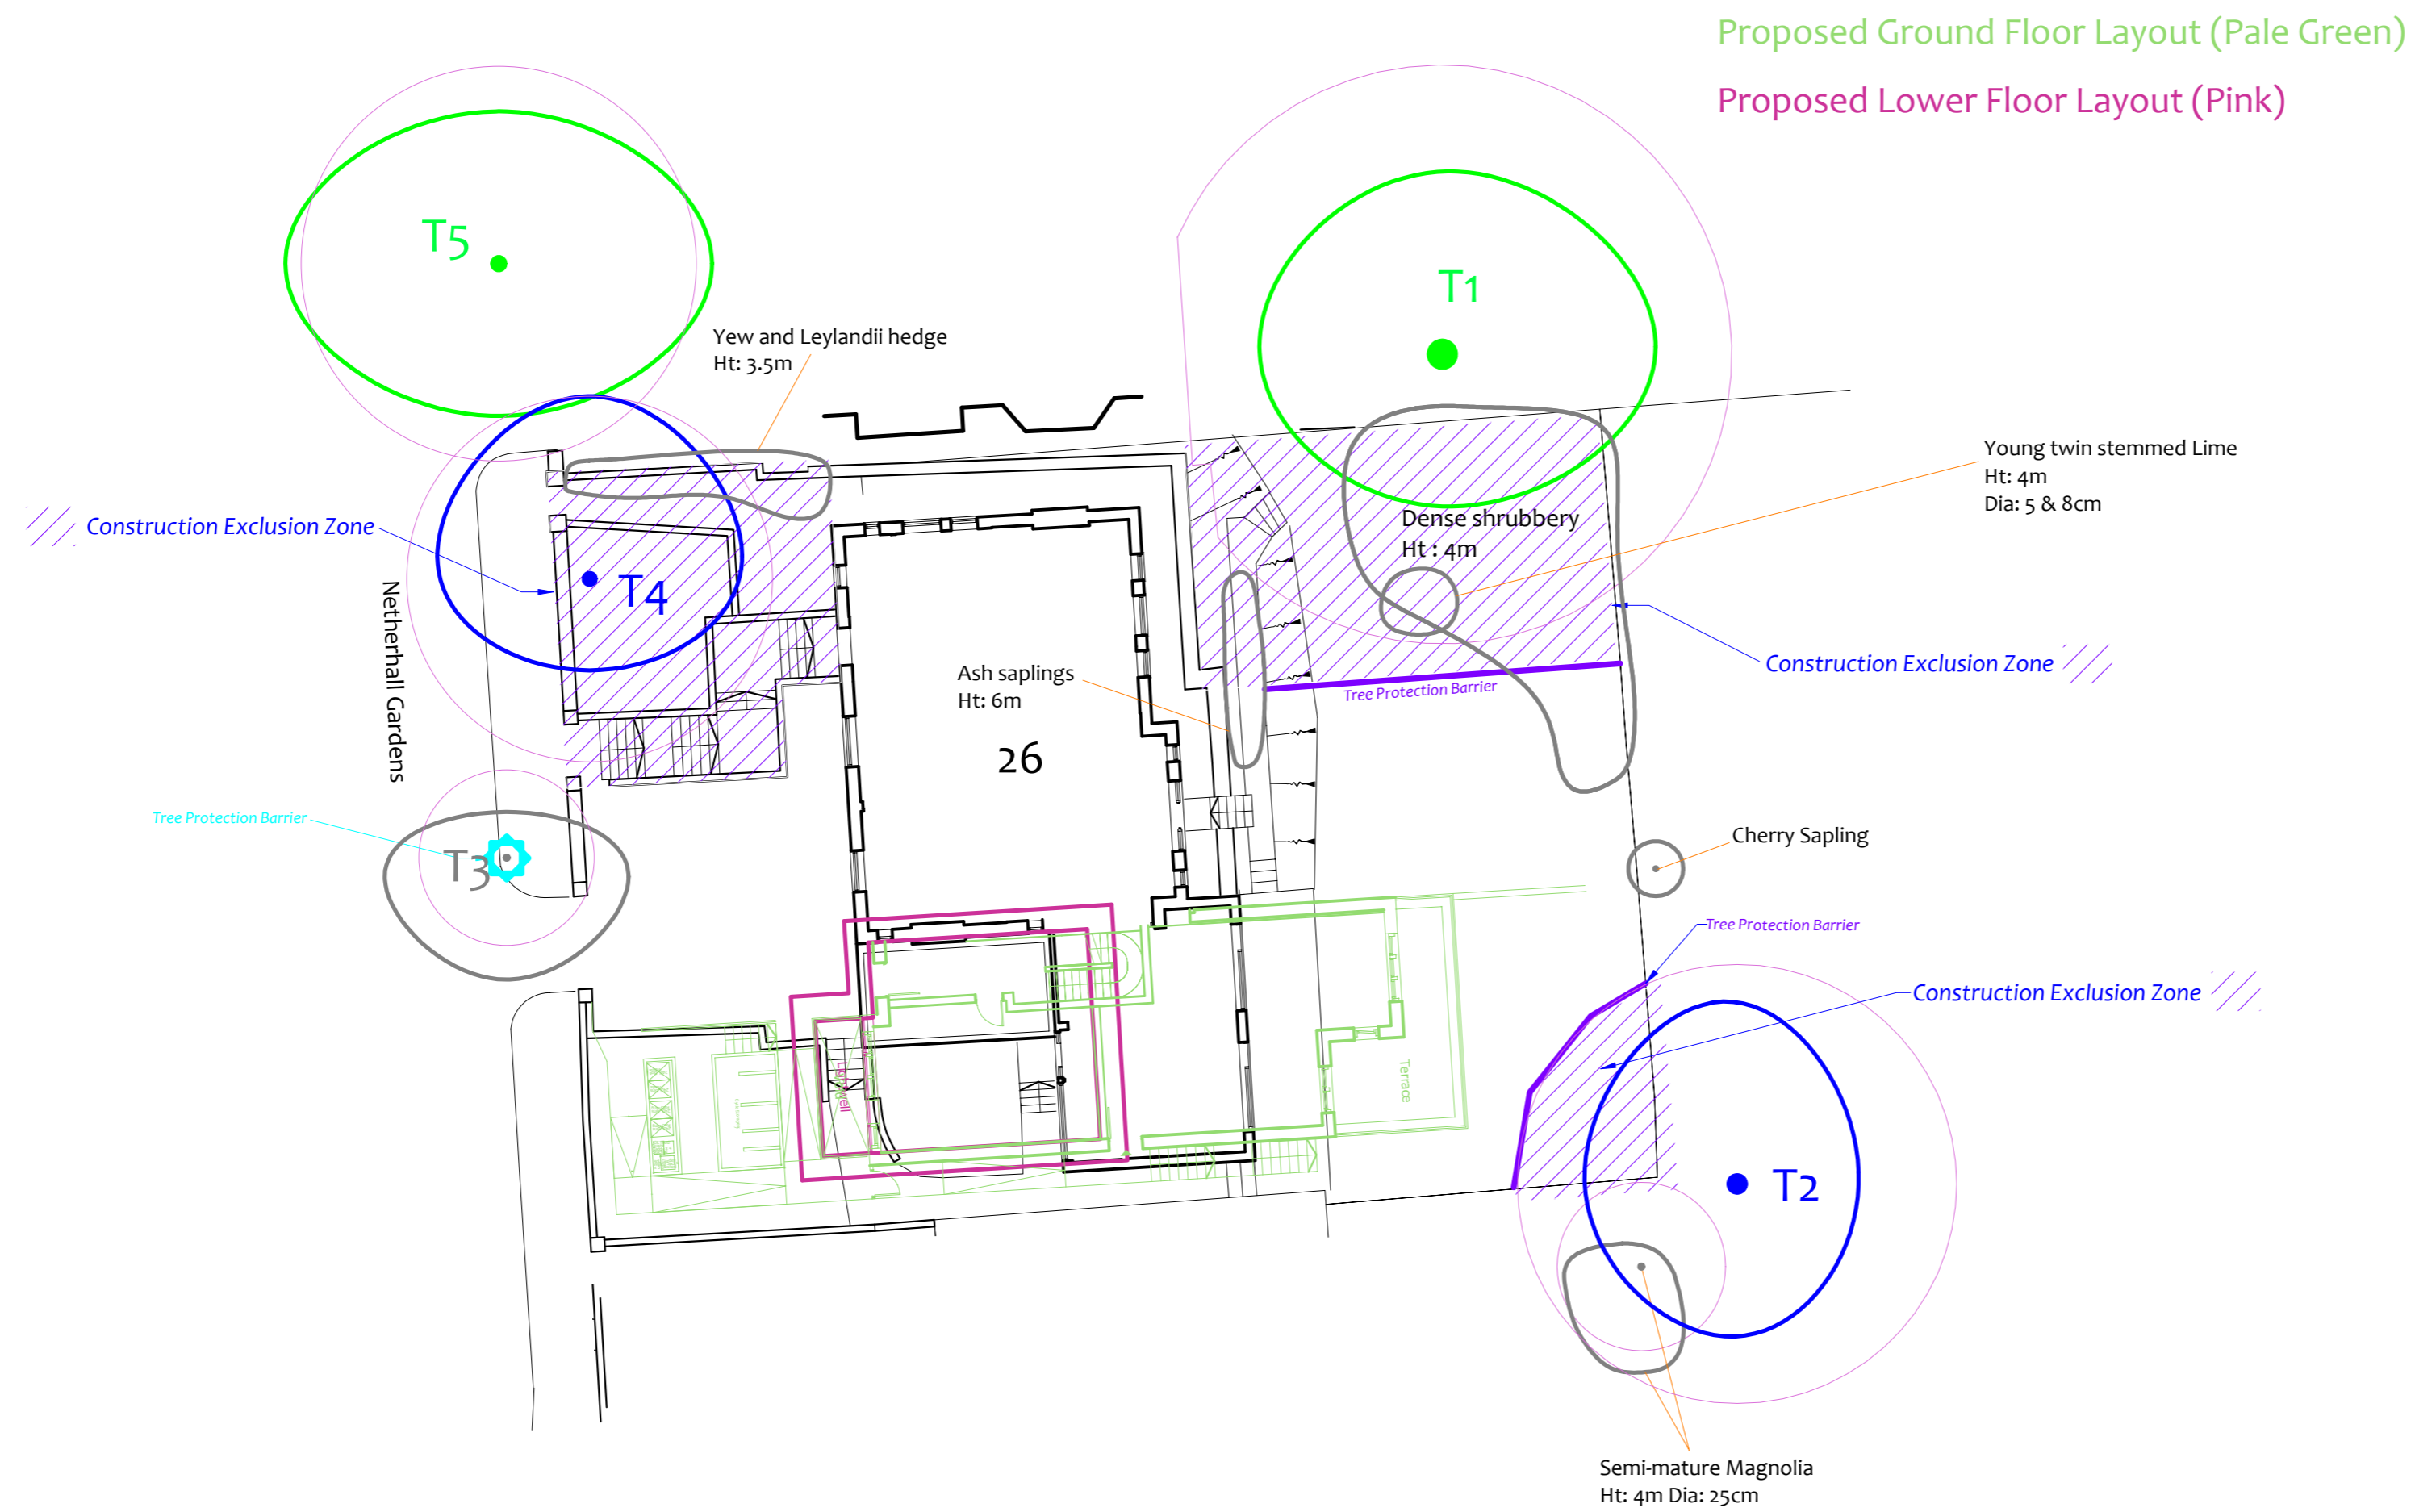 Proposed Ground Floor Layout (Pale Green)
Proposed Lower Floor Layout (Pink)
T5
T1
Yew and Leylandii hedge
Ht: 3.5m
Young twin stemmed Lime
Ht: 4m
Dia: 5 & 8cm
Construction Exclusion Zone
Dense shrubbery
Ht : 4m
T4
Netherhall Gardens
Construction Exclusion Zone
Ash saplings
Ht: 6m
Tree Protection Barrier
26
Tree Protection Barrier
T3
Cherry Sapling
Tree Protection Barrier
Construction Exclusion Zone
Terrace
T2
Semi-mature Magnolia
Ht: 4m Dia: 25cm